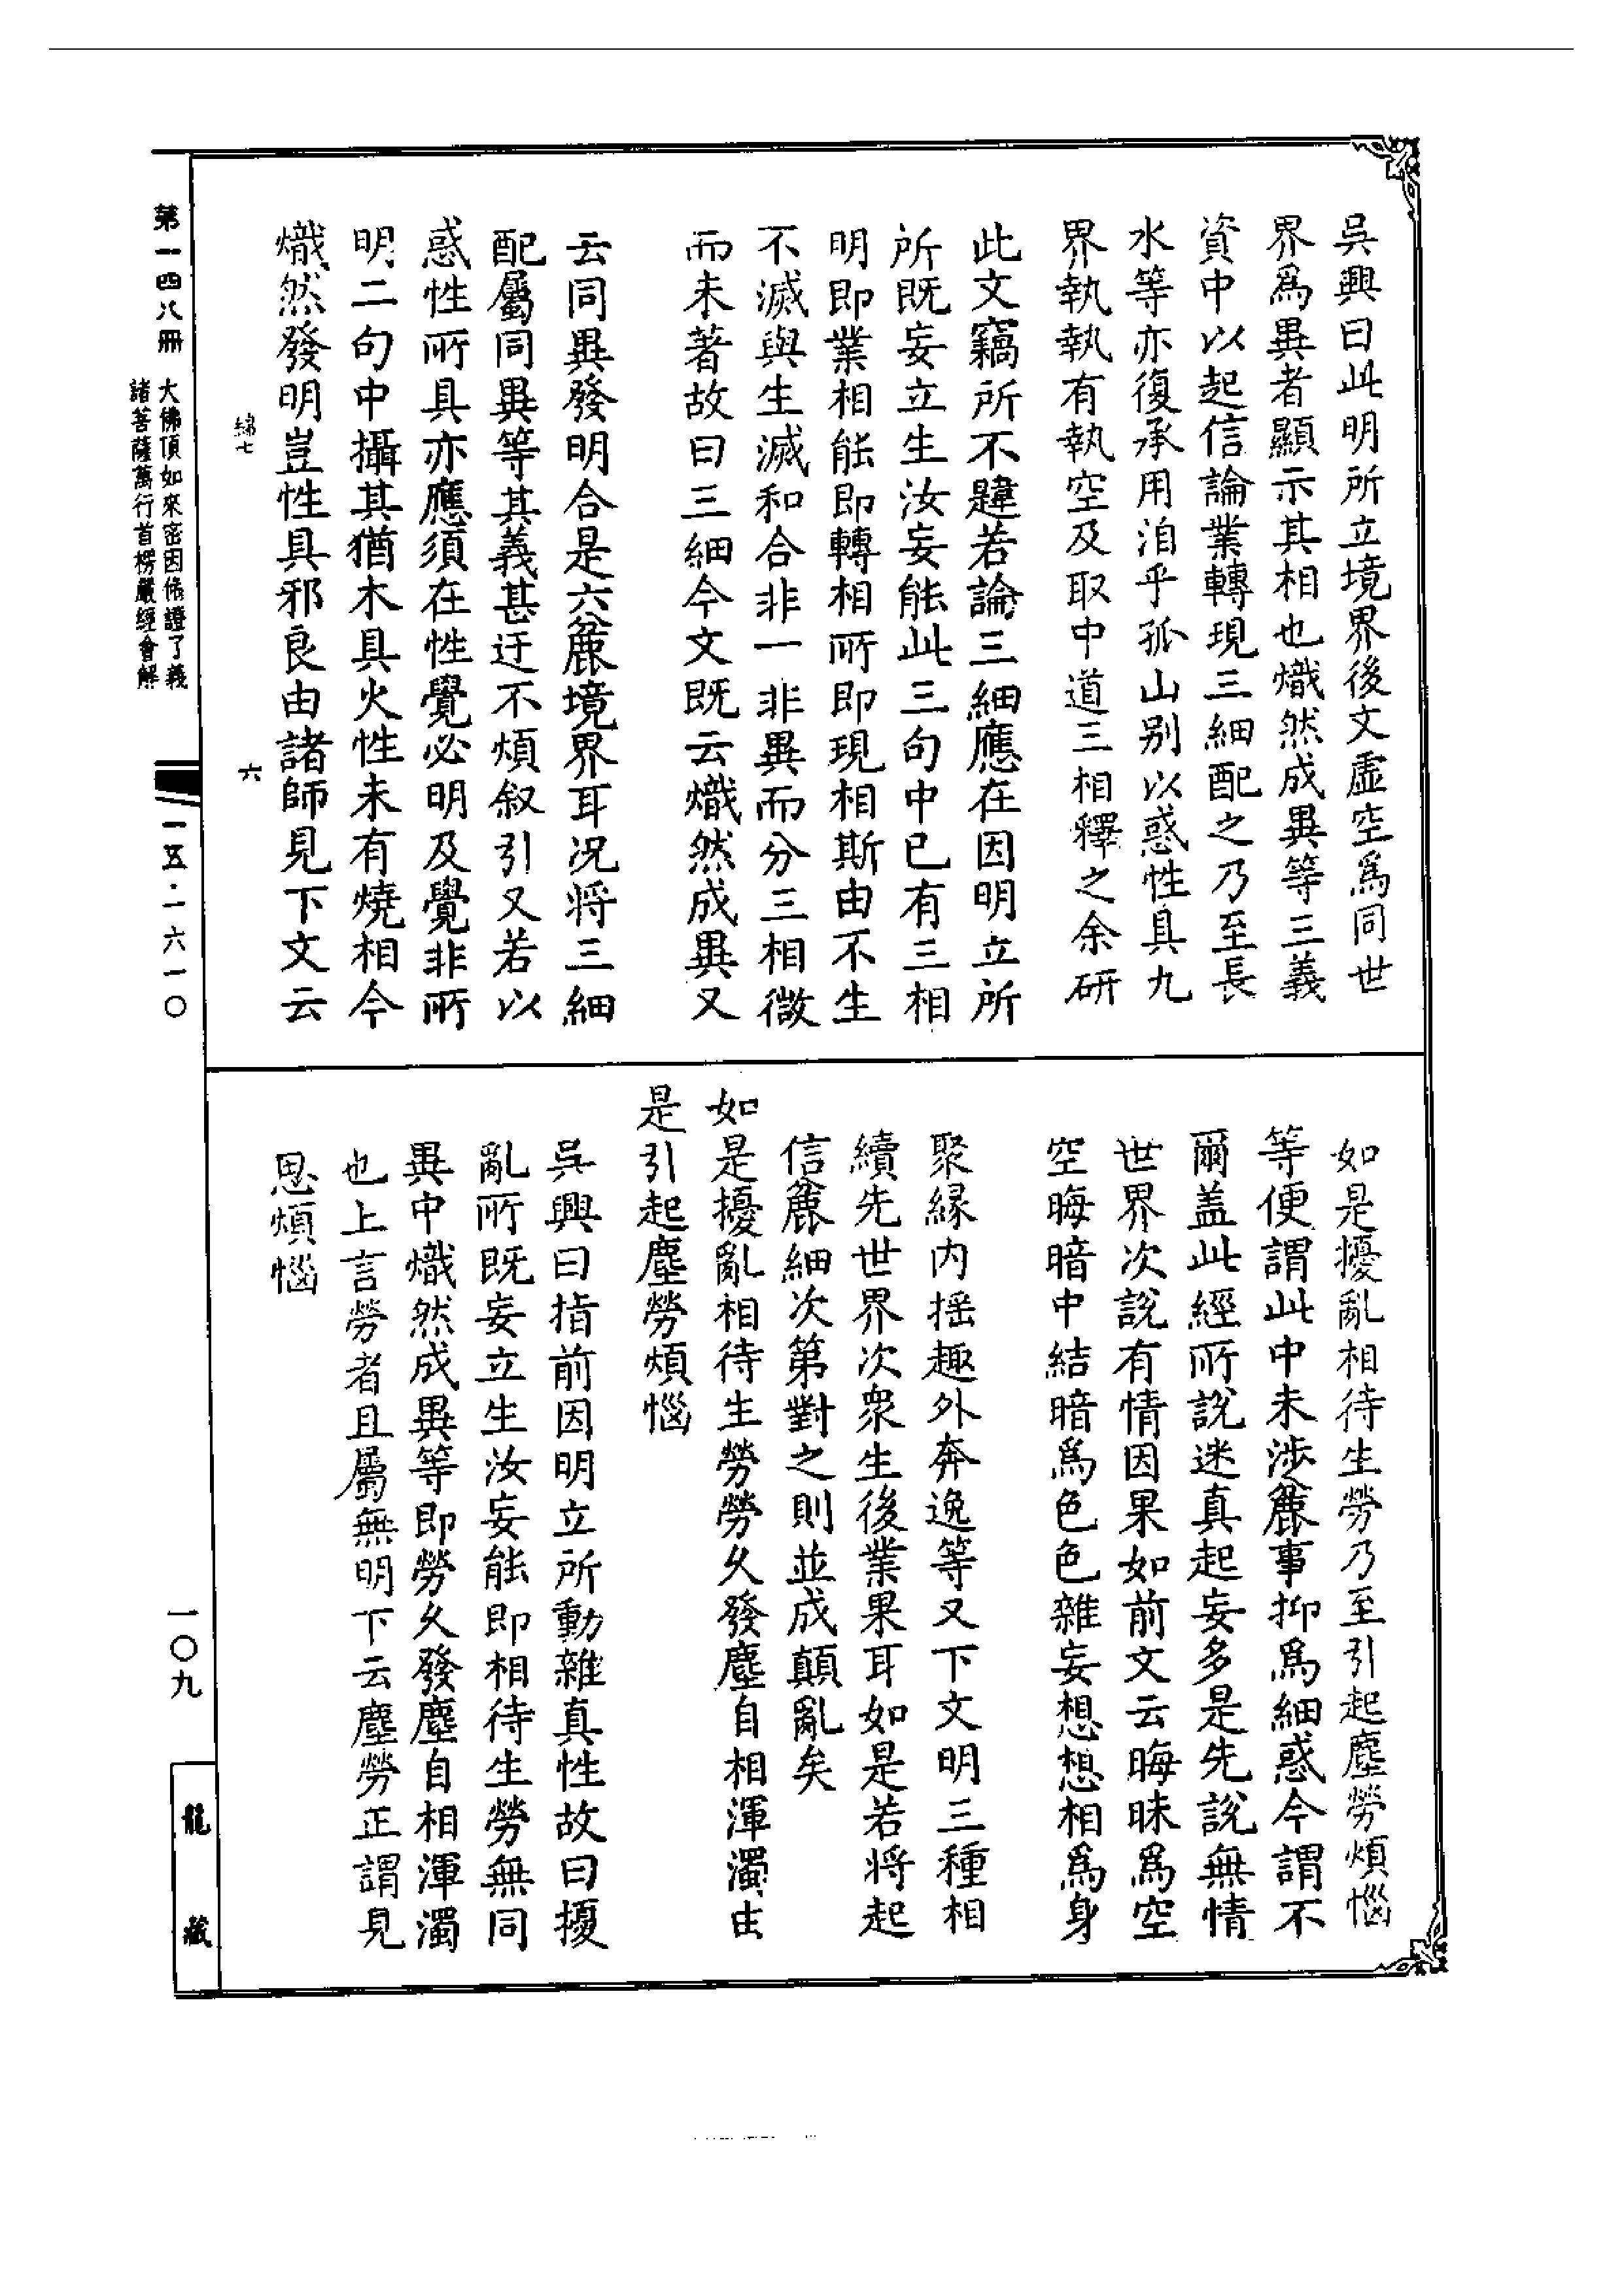 吳興曰此明所立境界後文虛空爲同世
界爲異者顯示其相也熾然成異等三義
資中以起信論業轉現三細配之乃至長
水等亦復承用洎乎孤山别以惑性具九
界執執有執空及取中道三相釋之余研
此文竊所不韙若論三細應在因明立所
所既妄立生汝妄能此三句中已有三相
明即業相能即轉相所即現相斯由不生
不滅與生滅和合非一非異而分三相微
而未著故曰三細今文既云熾然成異又
云同異發明合是六麄境界耳况将三細
配屬同異等其義甚迂不煩叙引又若以
惑性所具亦應須在性覺必明及覺非所
明二句中攝其猶木具火性未有燒相今
熾然發明豈性具邪良由諸師見下文云
如是擾亂相待生勞乃至引起塵勞煩惱
等便謂此中未涉麄事抑爲細惑今謂不
爾盖此經所說迷真起妄多是先說無情
世界次說有情因果如前文云晦昧爲空
空晦暗中結暗爲色色雜妄想想相爲身
聚緣内揺趣外奔逸等又下文明三種相
續先世界次衆生後業果耳如是若將起
信麄細次第對之則並成顛亂矣
如是擾亂相待生勞勞久發塵自相渾濁由
是引起塵勞煩惱
吳興曰指前因明立所動雜真性故曰擾
亂所既妄立生汝妄能即相待生勞無同
異中熾然成異等即勞久發塵自相渾濁
也上言勞者且屬無明下云塵勞正謂見
思煩惱
綿七
六
第一四八冊
大佛頂如來密因脩證了義
諸菩薩萬行首楞嚴經會解
一五·一六一〇
一〇九
龍藏